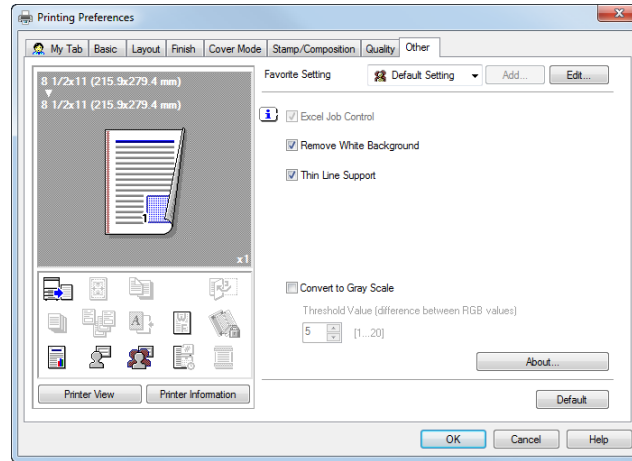 Printing Preferences
My Tab Basic Layout Finish Cover Mode Stamp/Composition Quality Other
8 1/2x11 (215.9x279.4 mm)
8 1/2x11 (215.9x279.4 mm)
1
x1
Printer View Printer Information
Favorite Setting Default Setting Add... Edit...
Excel Job Control
Remove White Background
Thin Line Support
Convert to Gray Scale
Threshold Value (difference between RGB values)
5 [1...20]
About...
Default
OK Cancel Help